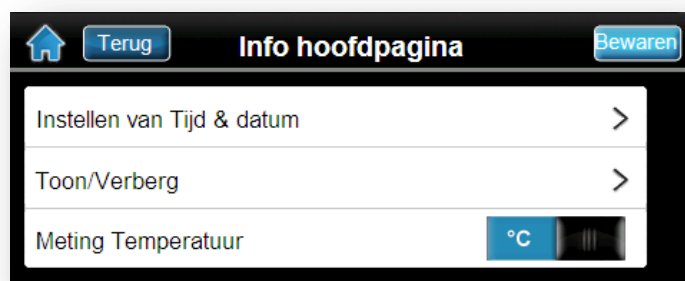 Terug Info hoofdpagina Bewaren
Instellen van Tijd & datum
Toon/Verberg
Meting Temperatuur °C